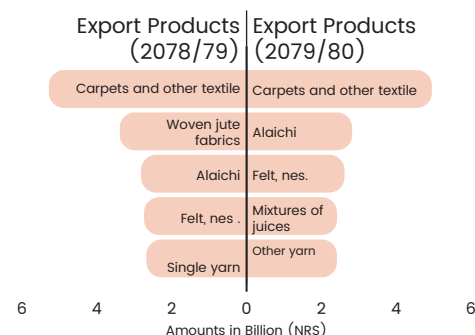 Export Products
(2078/79)
Export Products
(2079/80)
Carpets and other textile
Carpets and other textile
Woven jute
fabrics
Alaichi
Alaichi
Felt, nes.
Felt, nes .
Mixtures of
juices
Single yarn
Other yarn
6 4 2 0 2 4 6
Amounts in Billion (NRS)